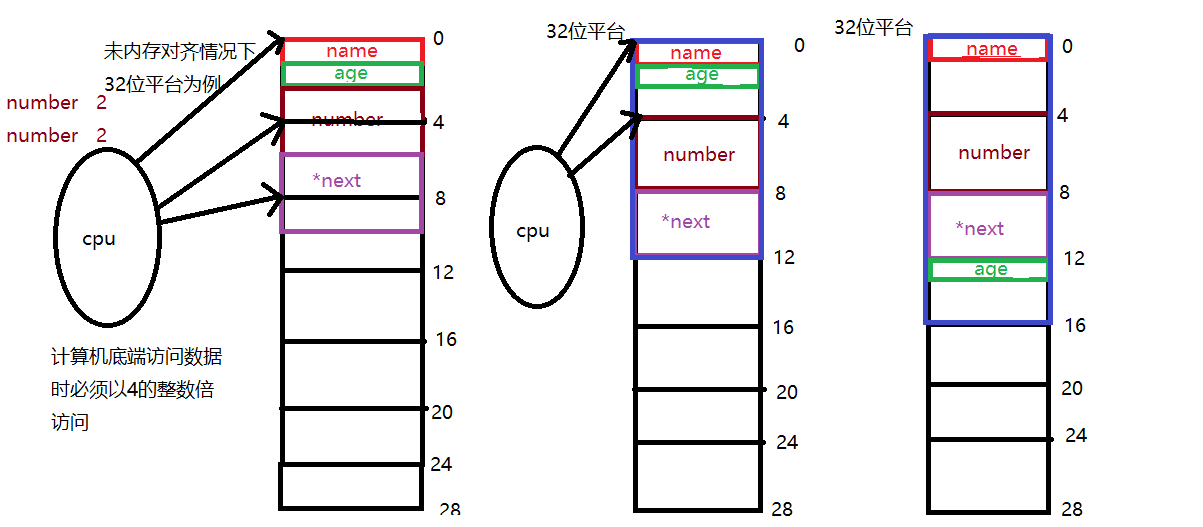 未内存对齐情况下
32位平台为例
number 2
number 2
cpu
计算机底端访问数据
时必须以4的整数倍
访问
name
age
number
*next
0
4
8
12
16
20
24
28
32位平台
cpu
name
age
number
*next
0
4
8
12
16
20
24
28
32位平台
name
number
*next
age
0
4
8
12
16
20
24
28